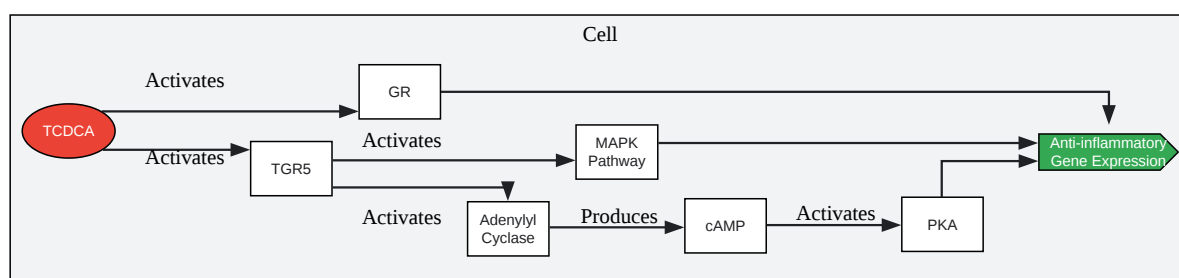 Cell
Activates
GR
TCDCA
Activates
TGR5
Activates
MAPK
Pathway
Anti-inflammatory
Gene Expression
Activates
Adenylyl
Cyclase
Produces
cAMP
Activates
PKA